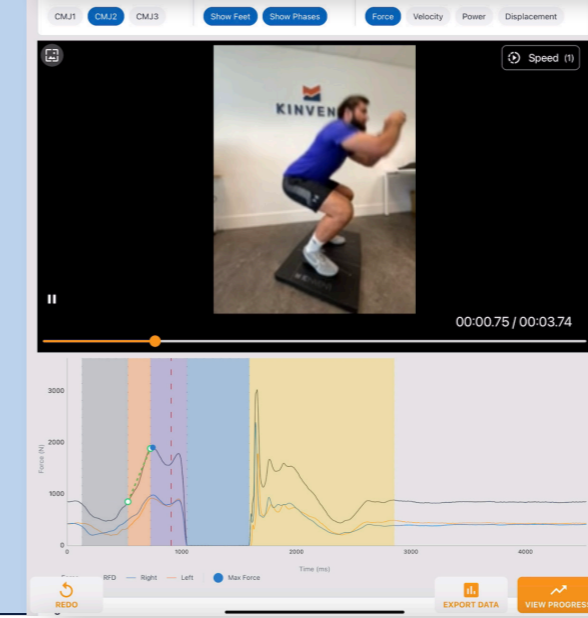 CMJ1 CMJ2 CMJ3 Show Feet Show Phases Force Velocity Power Displacement
Speed (1)
KINVEN
00:00.75 / 00:03.74
3000
2000
1000
0
Force (N)
0 1000 2000 3000 4000
Time (ms)
RFD Right Left Max Force
REDO
EXPORT DATA
VIEW PROGRESS